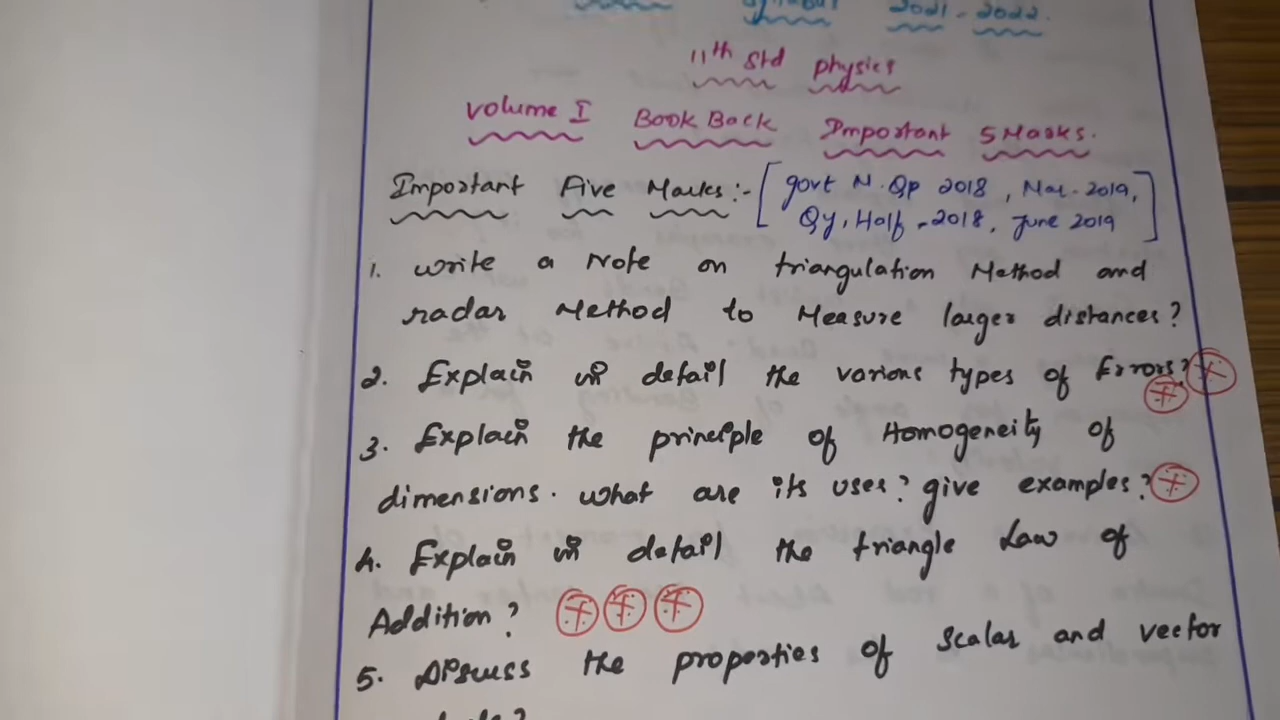 Syllabus 2021-2022.
11th std physics
Volume I Book Back Important 5 Marks.
Important Five Marks:- [govt M.Qp 2018, Mar-2019,
Qy, Half-2018, June 2019]
1. Write a Note on triangulation Method and
radar Method to Measure larger distances?
2. Explain in detail the various types of Errors?
3. Explain the principle of Homogeneity of
dimensions. what are its uses? give examples?
4. Explain in detail the triangle Law of
Addition?
5. Discuss the properties of scalar and vector